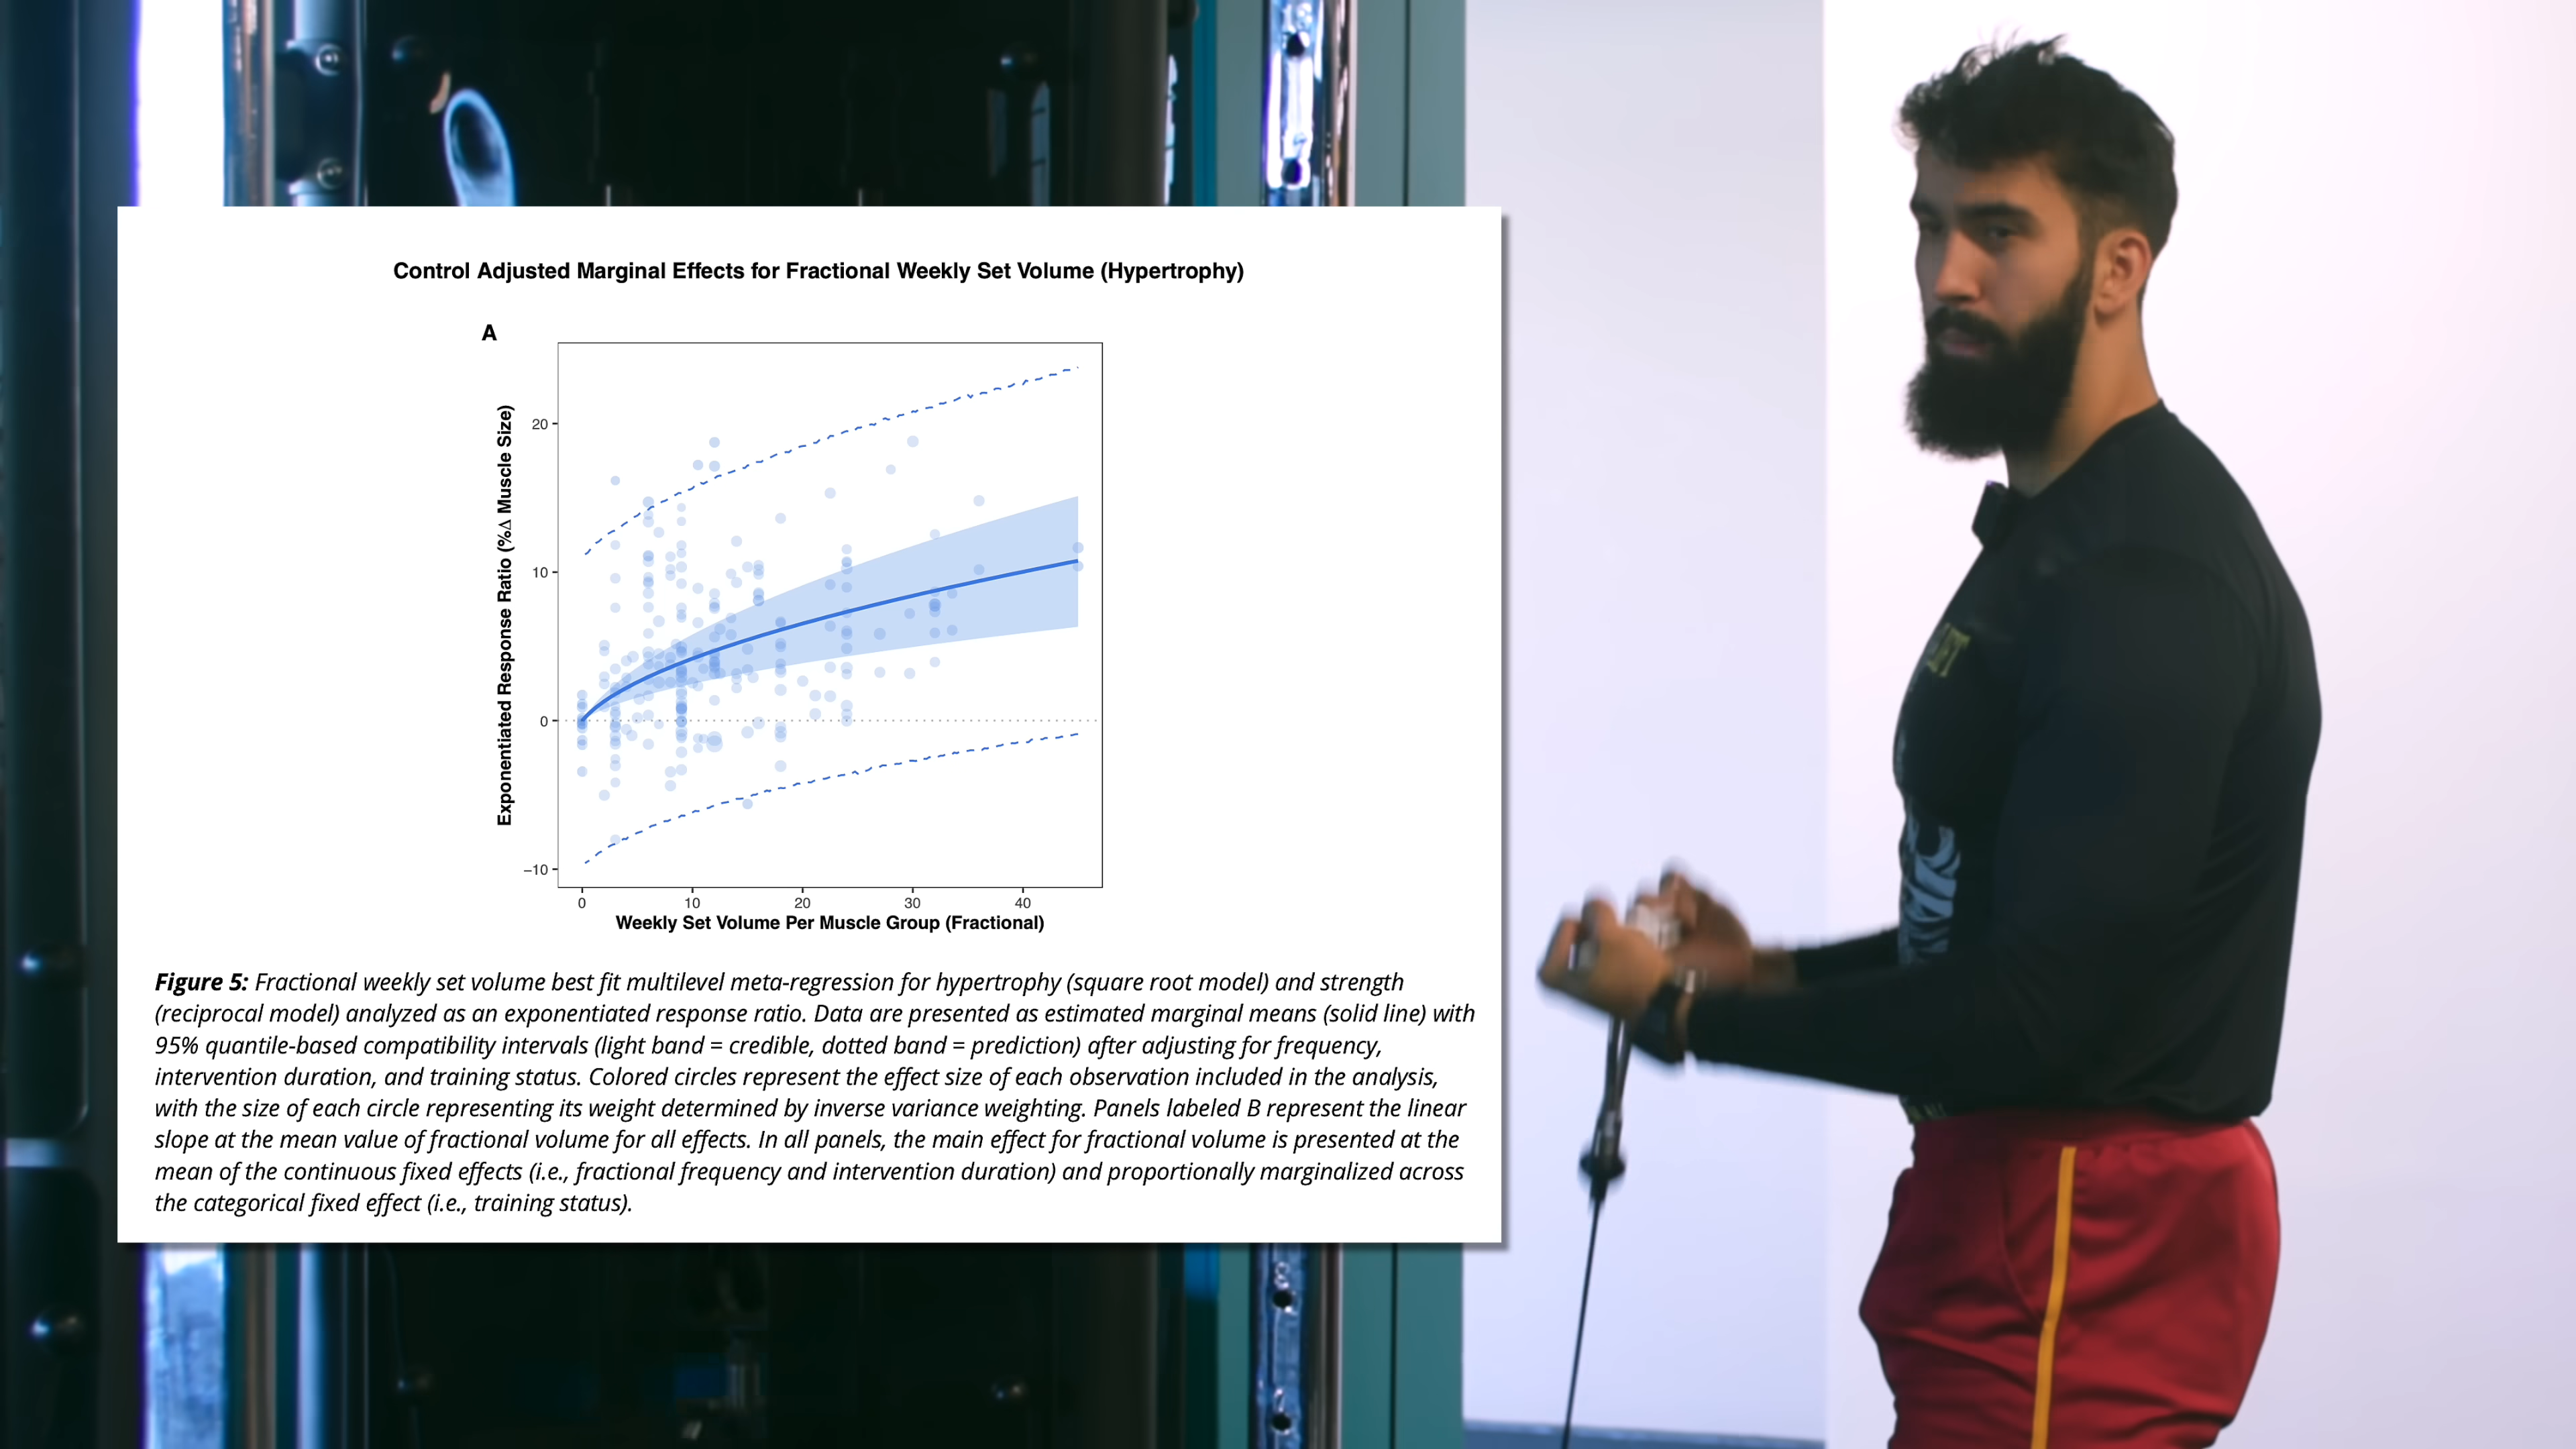 Control Adjusted Marginal Effects for Fractional Weekly Set Volume (Hypertrophy)
A
Exponentiated Response Ratio (%Δ Muscle Size)
20
10
0
−10
0 10 20 30 40
Weekly Set Volume Per Muscle Group (Fractional)
Figure 5: Fractional weekly set volume best fit multilevel meta-regression for hypertrophy (square root model) and strength
(reciprocal model) analyzed as an exponentiated response ratio. Data are presented as estimated marginal means (solid line) with
95% quantile-based compatibility intervals (light band = credible, dotted band = prediction) after adjusting for frequency,
intervention duration, and training status. Colored circles represent the effect size of each observation included in the analysis,
with the size of each circle representing its weight determined by inverse variance weighting. Panels labeled B represent the linear
slope at the mean value of fractional volume for all effects. In all panels, the main effect for fractional volume is presented at the
mean of the continuous fixed effects (i.e., fractional frequency and intervention duration) and proportionally marginalized across
the categorical fixed effect (i.e., training status).